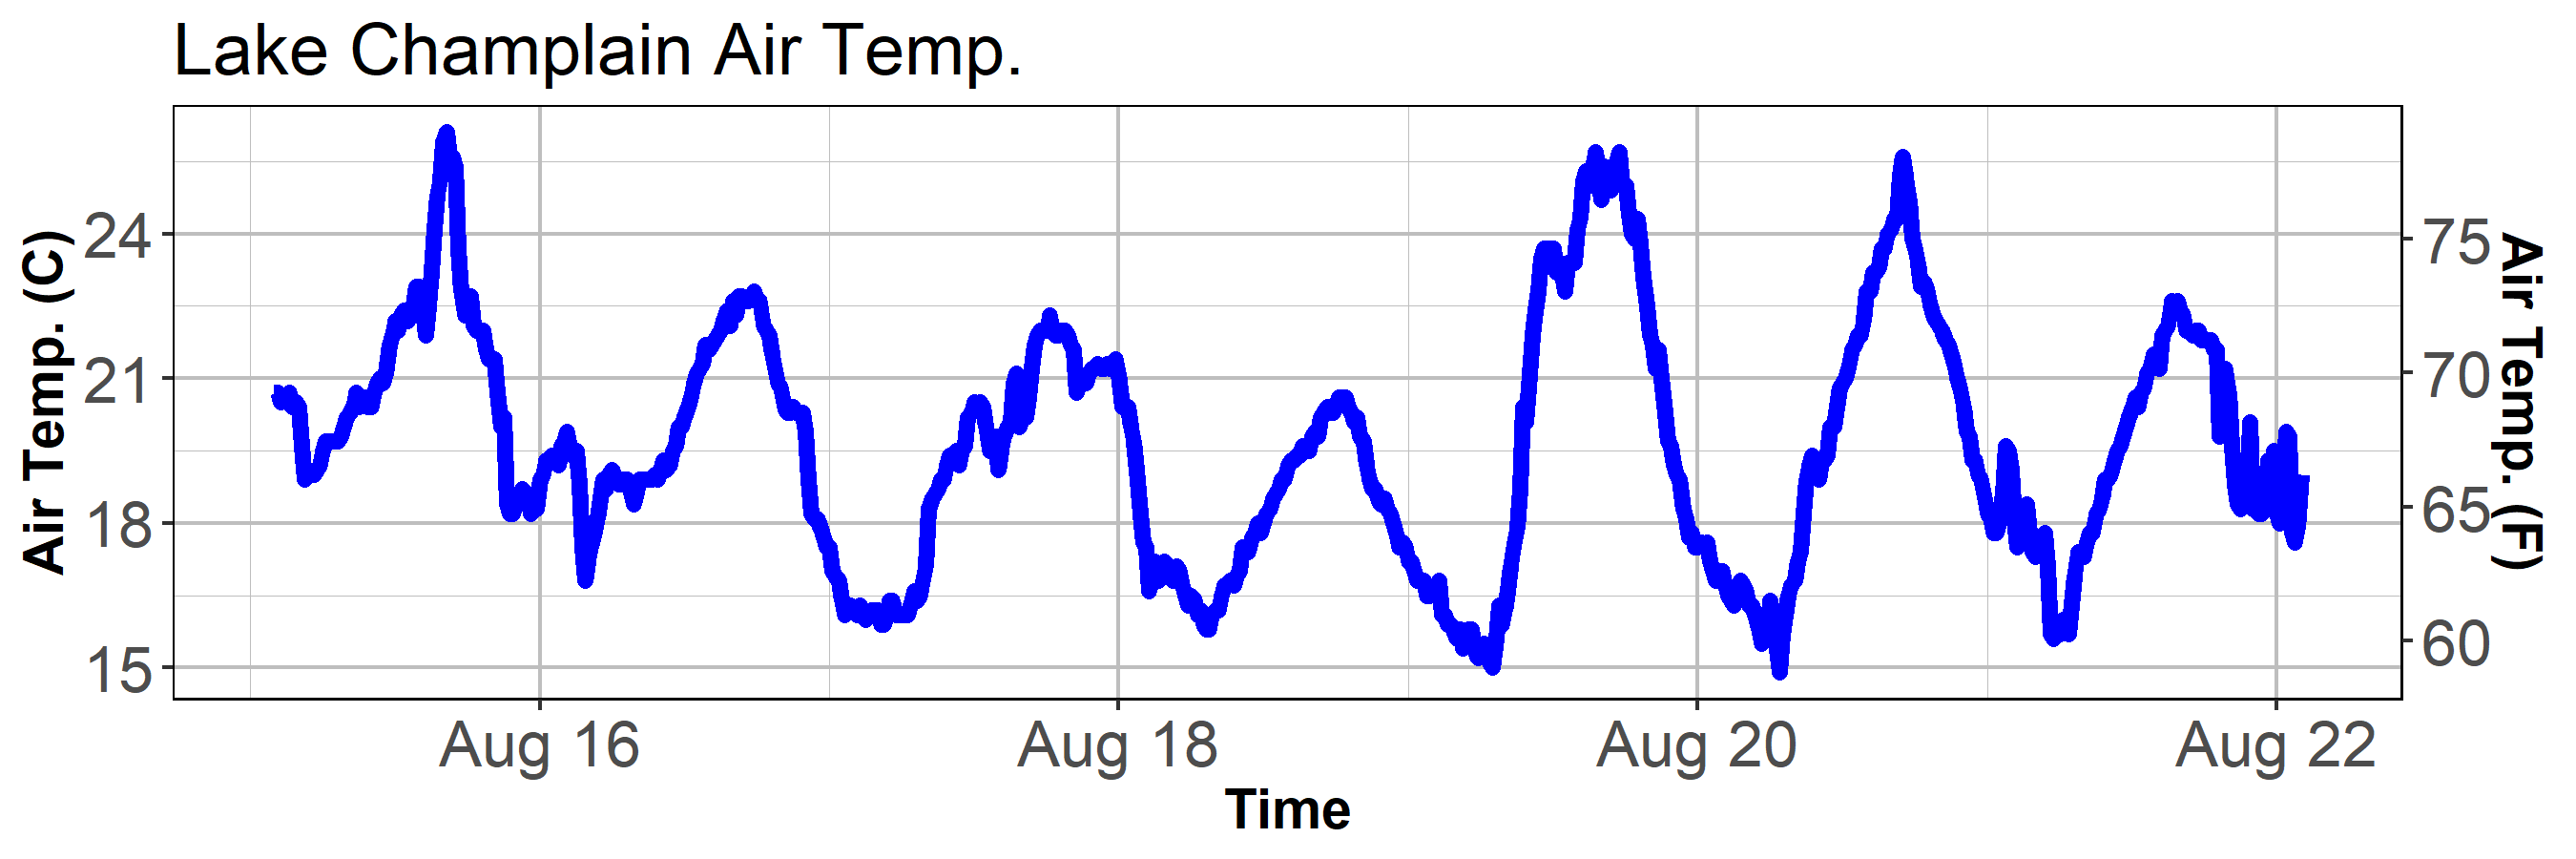 Lake Champlain Air Temp.
Air Temp. (C)
24
21
18
15
75
70
65
60
Air Temp. (F)
Aug 16 Aug 18 Aug 20 Aug 22
Time